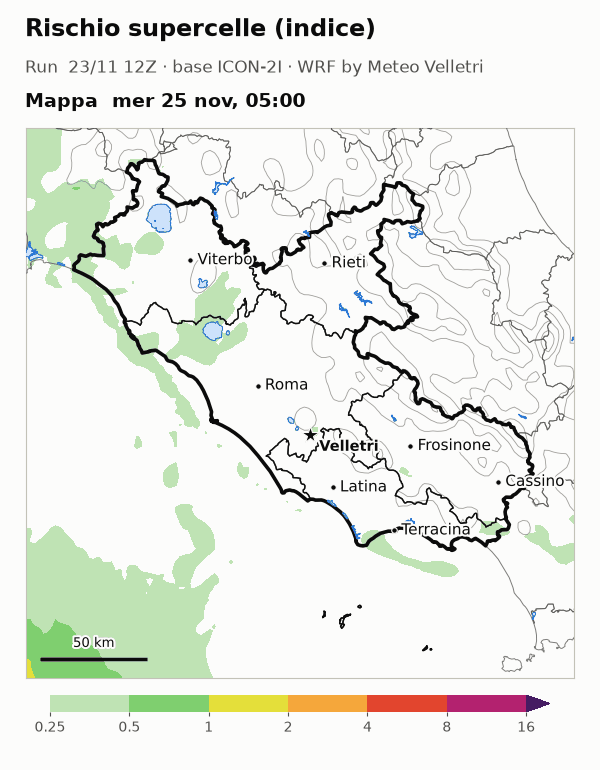 Rischio supercelle (indice)
Run  23/11 12Z · base ICON-2I · WRF by Meteo Velletri
Mappa  mer 25 nov, 05:00
Viterbo
Rieti
Roma
Velletri
Frosinone
Latina
Cassino
Terracina
50 km
0.25 0.5 1 2 4 8 16